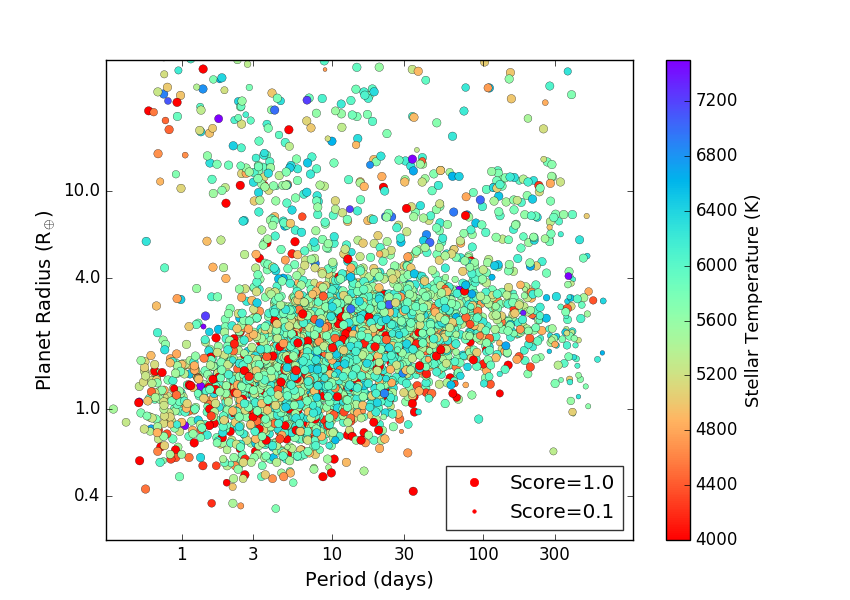 10.0
4.0
1.0
0.4
Planet Radius (R⊕)
1 3 10 30 100 300
Period (days)
Score=1.0
Score=0.1
7200
6800
6400
6000
5600
5200
4800
4400
4000
Stellar Temperature (K)